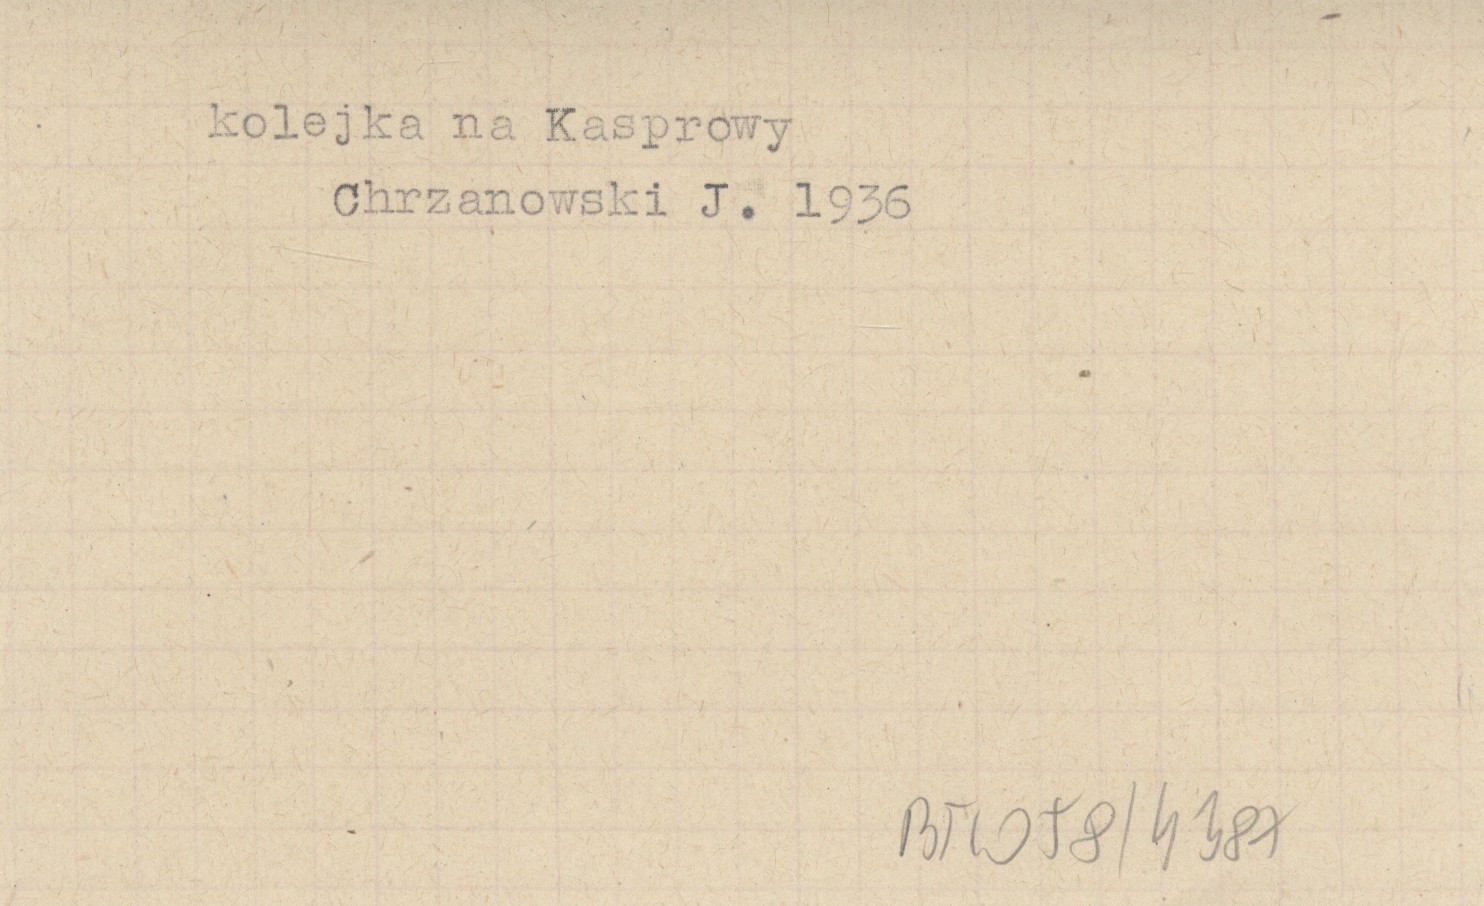 kolejka na Kasprowy
Chrzanowski J. 1936